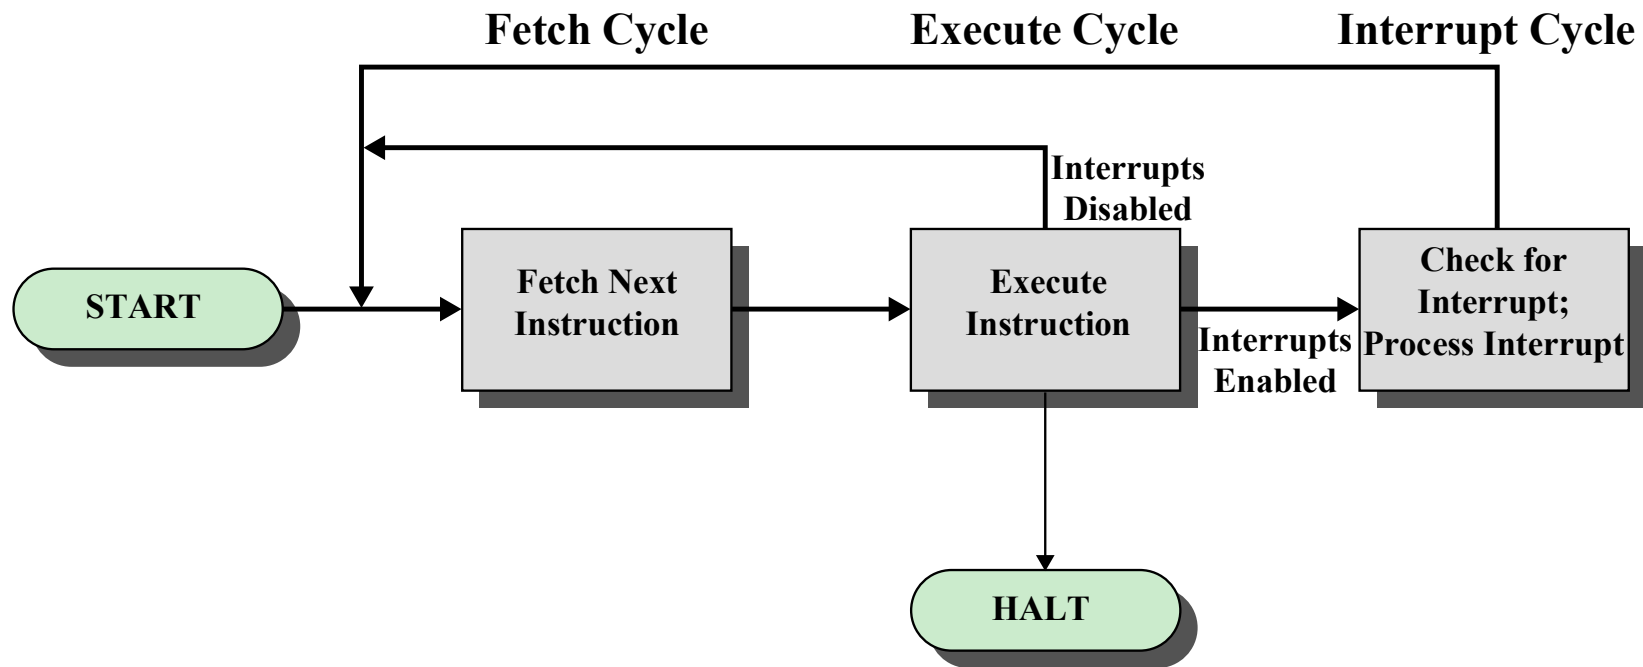 Fetch Cycle
Execute Cycle
Interrupt Cycle
Interrupts
Disabled
START
Fetch Next
Instruction
Execute
Instruction
Interrupts
Enabled
Check for
Interrupt;
Process Interrupt
HALT